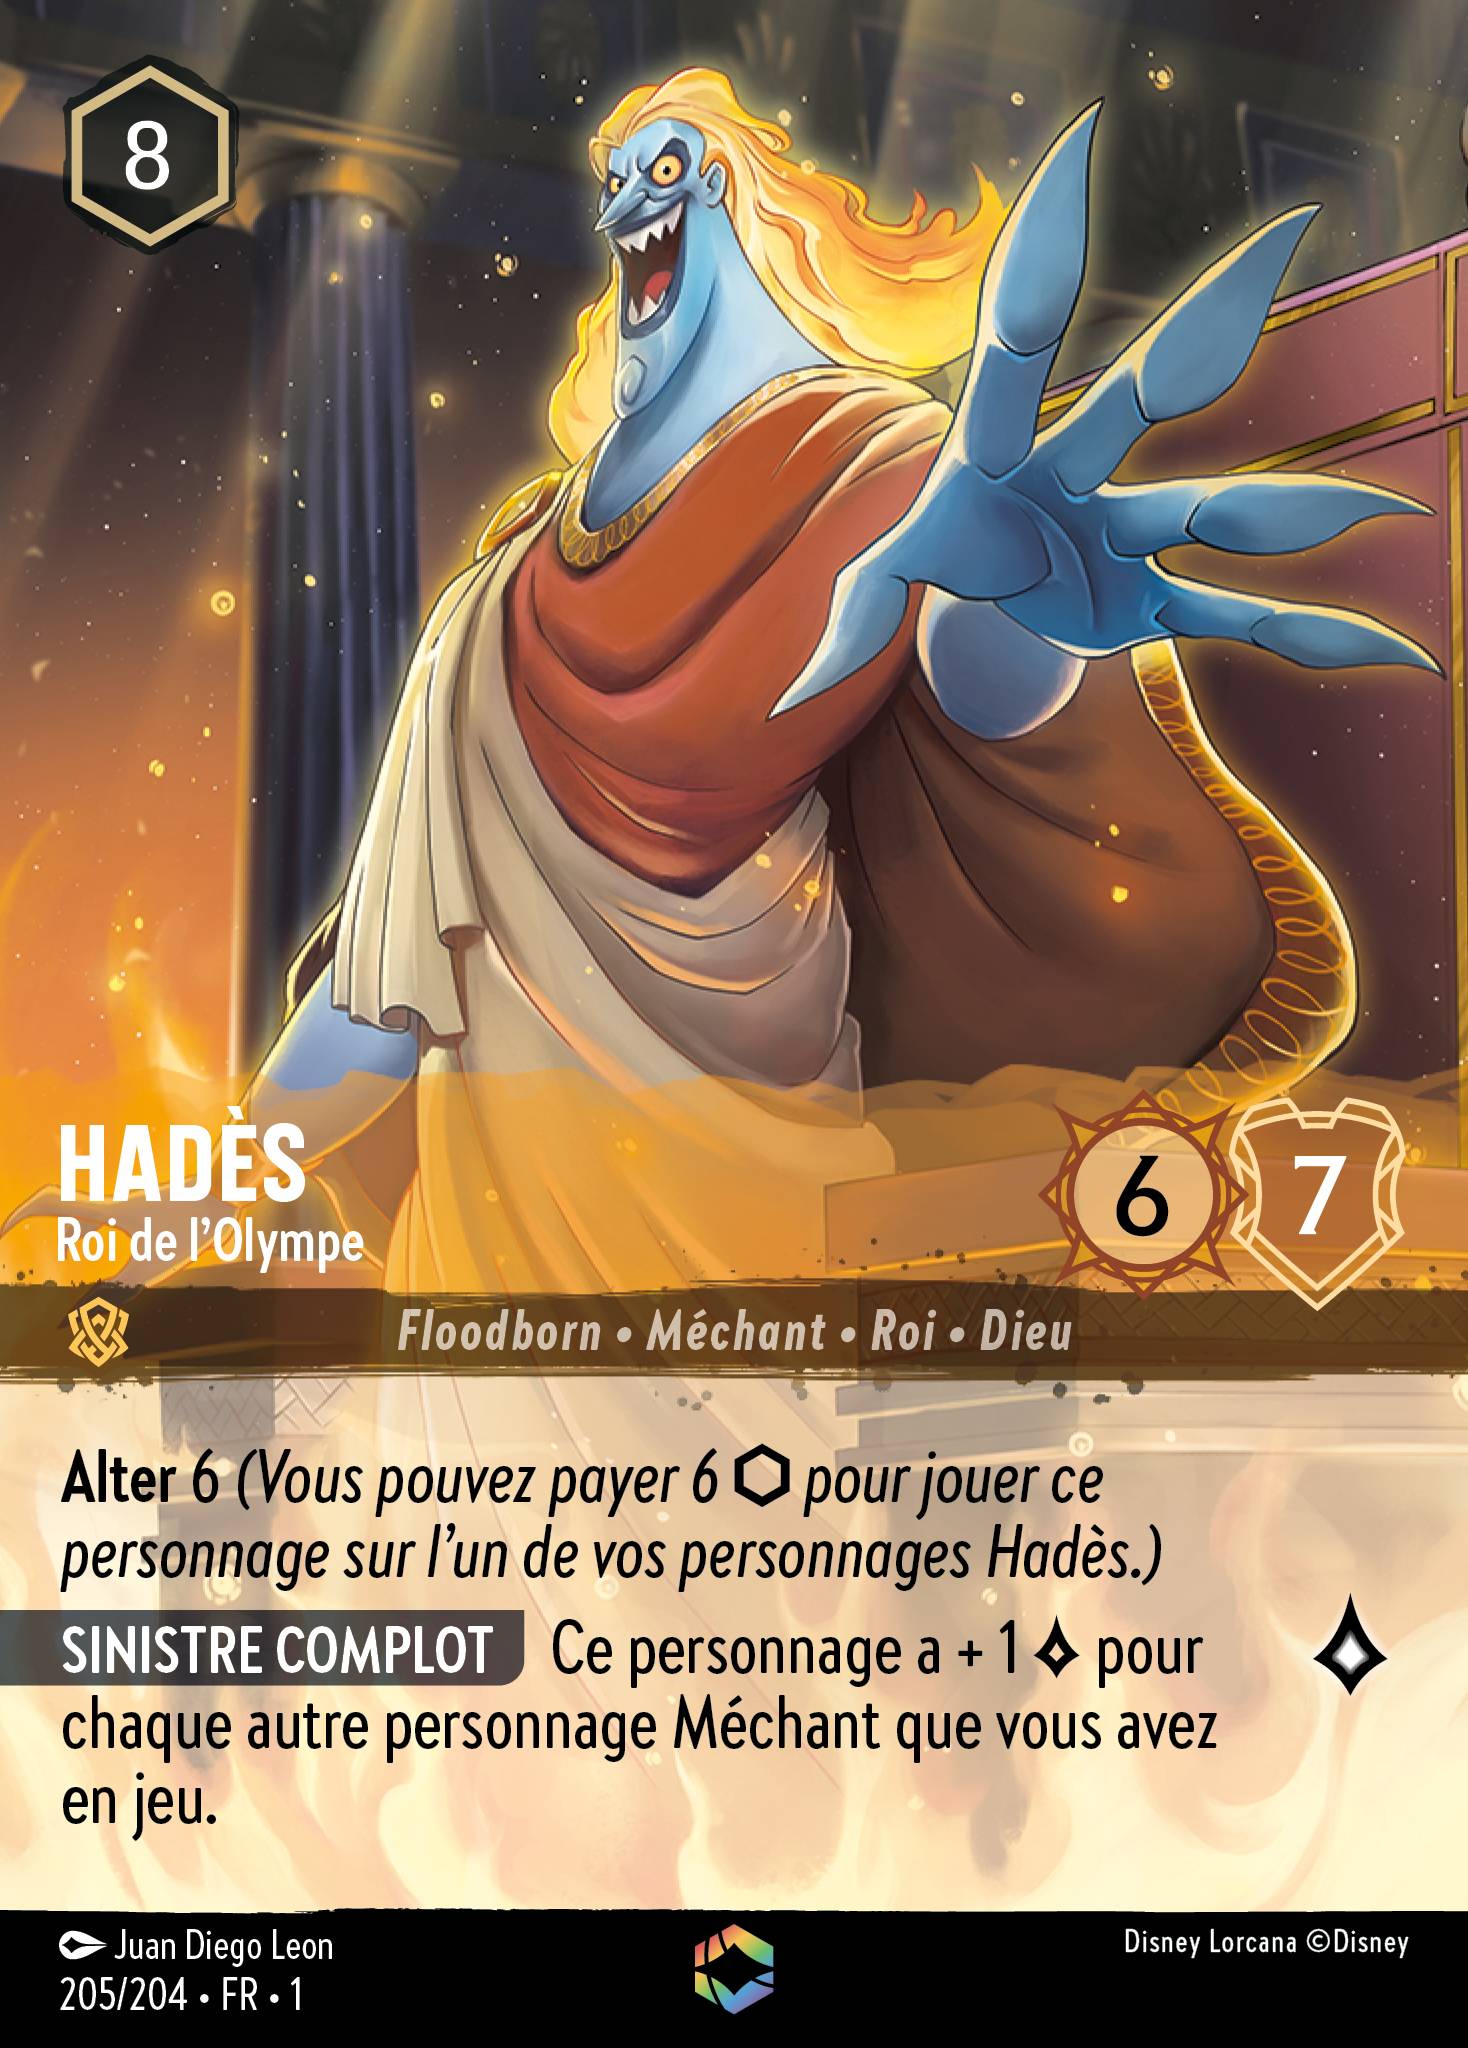 8
HADÈS
Roi de l’Olympe
6 7
Floodborn • Méchant • Roi • Dieu
Alter 6 (Vous pouvez payer 6 ⬡ pour jouer ce
personnage sur l’un de vos personnages Hadès.)
SINISTRE COMPLOT Ce personnage a + 1 pour
chaque autre personnage Méchant que vous avez
en jeu.
Juan Diego Leon
205/204 • FR • 1
Disney Lorcana ©Disney